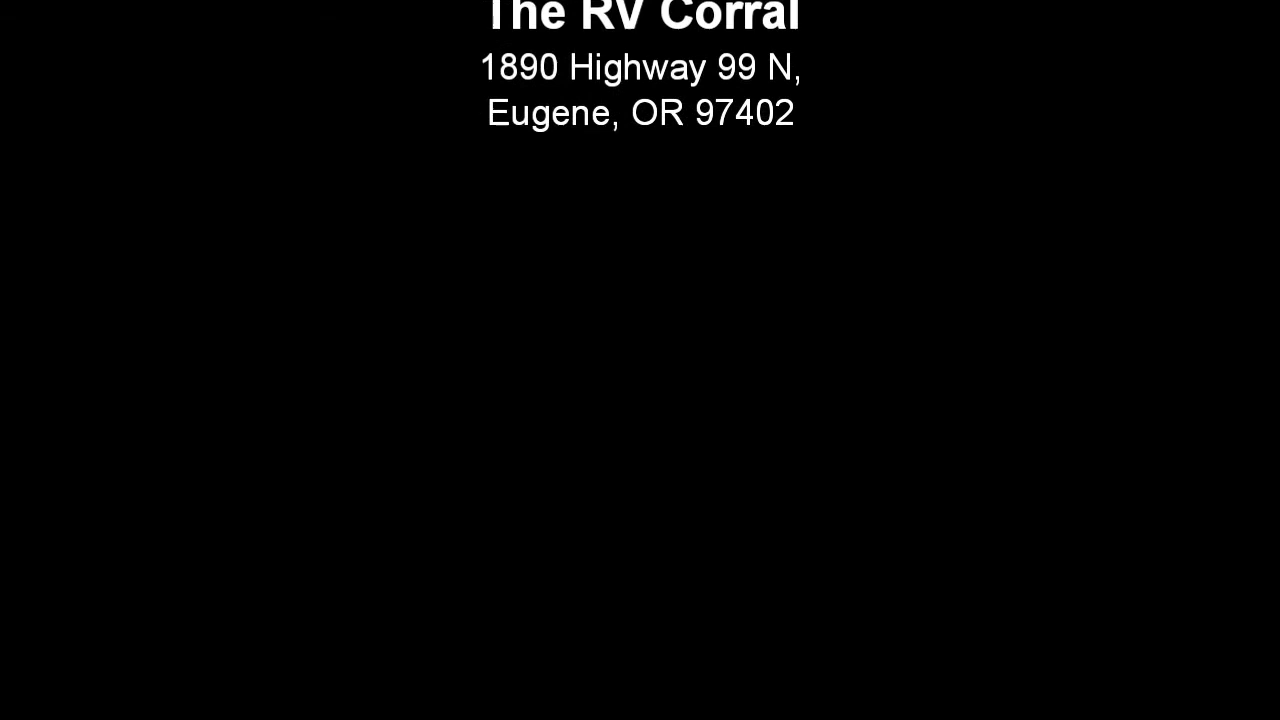 The RV Corral
1890 Highway 99 N,
Eugene, OR 97402